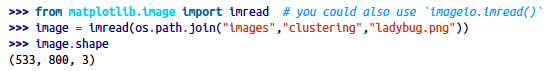 >>> from matplotlib.image import imread  # you could also use `imageio.imread()`
>>> image = imread(os.path.join("images","clustering","ladybug.png"))
>>> image.shape
(533, 800, 3)